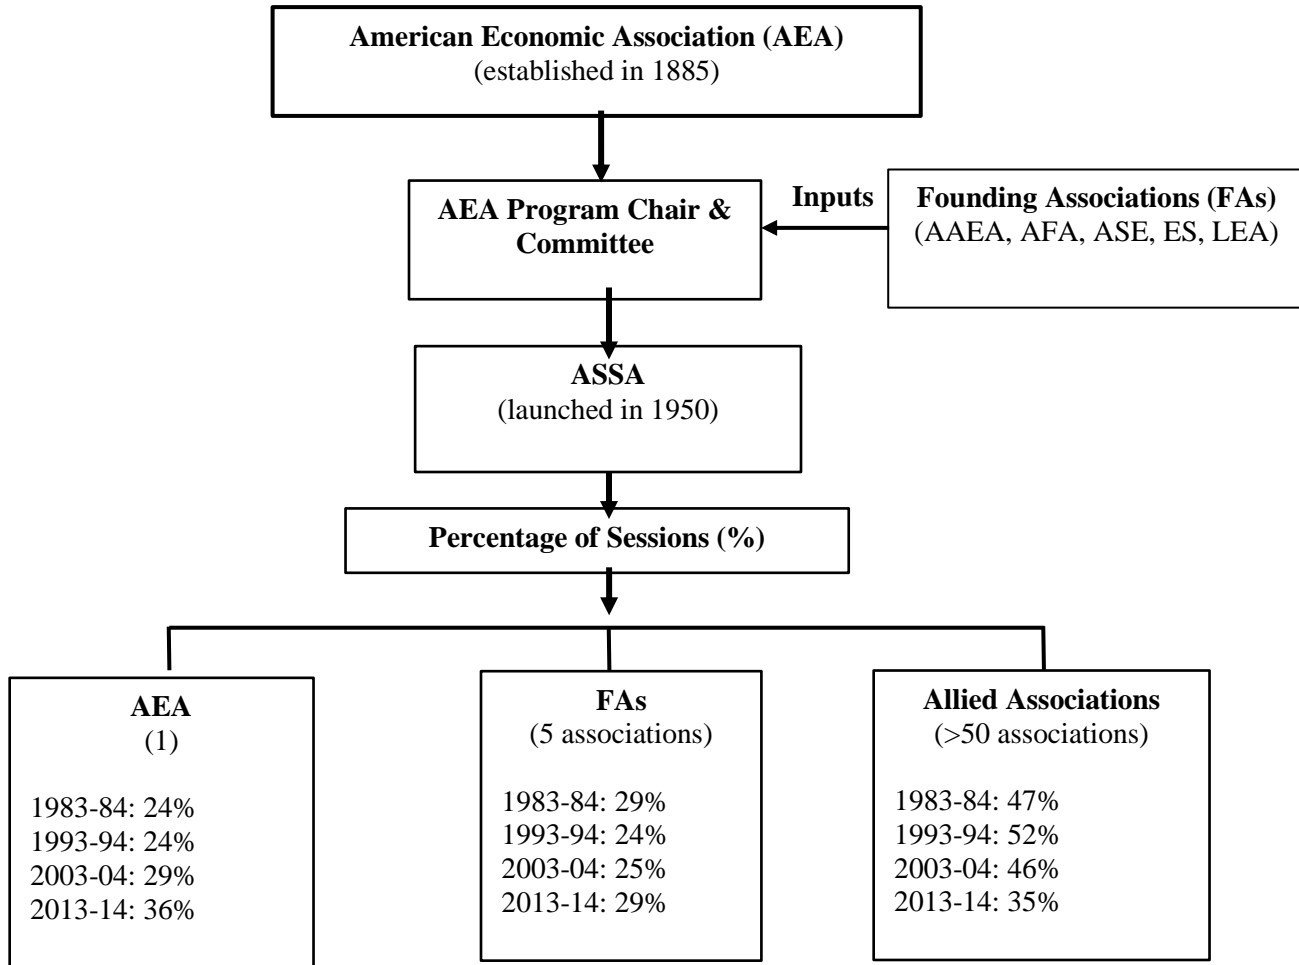 American Economic Association (AEA)
(established in 1885)
AEA Program Chair &
Committee
Inputs
Founding Associations (FAs)
(AAEA, AFA, ASE, ES, LEA)
ASSA
(launched in 1950)
Percentage of Sessions (%)
AEA
(1)
1983-84: 24%
1993-94: 24%
2003-04: 29%
2013-14: 36%
FAs
(5 associations)
1983-84: 29%
1993-94: 24%
2003-04: 25%
2013-14: 29%
Allied Associations
(>50 associations)
1983-84: 47%
1993-94: 52%
2003-04: 46%
2013-14: 35%